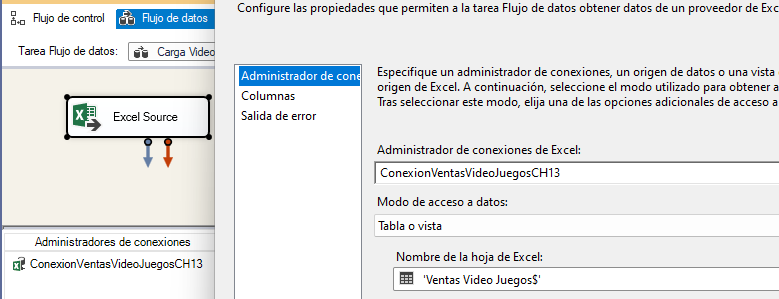 Flujo de control
Flujo de datos
Tarea Flujo de datos:
Carga Video
Excel Source
Administradores de conexiones
ConexionVentasVideoJuegosCH13
Configure las propiedades que permiten a la tarea Flujo de datos obtener datos de un proveedor de Exc
Administrador de cone
Columnas
Salida de error
Especifique un administrador de conexiones, un origen de datos o una vista
origen de Excel. A continuación, seleccione el modo utilizado para obtener a
Tras seleccionar este modo, elija una de las opciones adicionales de acceso a
Administrador de conexiones de Excel:
ConexionVentasVideoJuegosCH13
Modo de acceso a datos:
Tabla o vista
Nombre de la hoja de Excel:
'Ventas Video Juegos$'